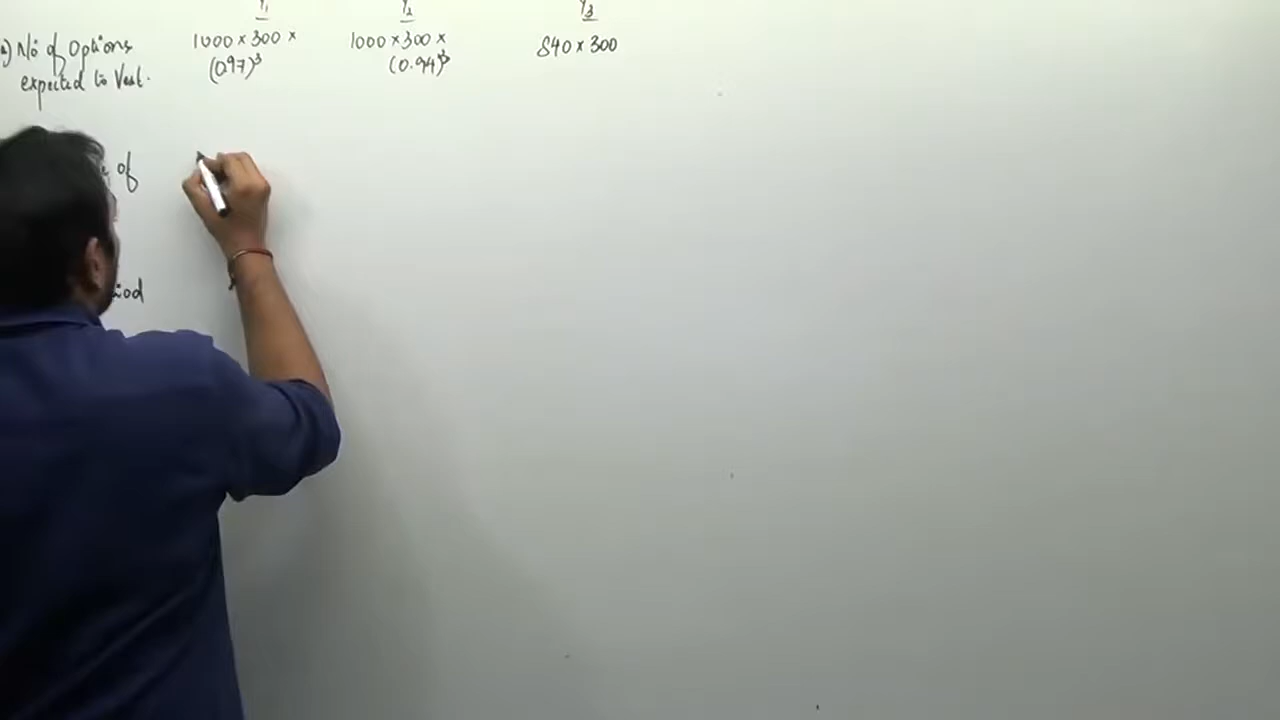 Y1 Y2 Y3
a) No of Options 1000 × 300 × 1000 × 300 × 840 × 300
expected to Vest. (0.97)³ (0.94)³
of